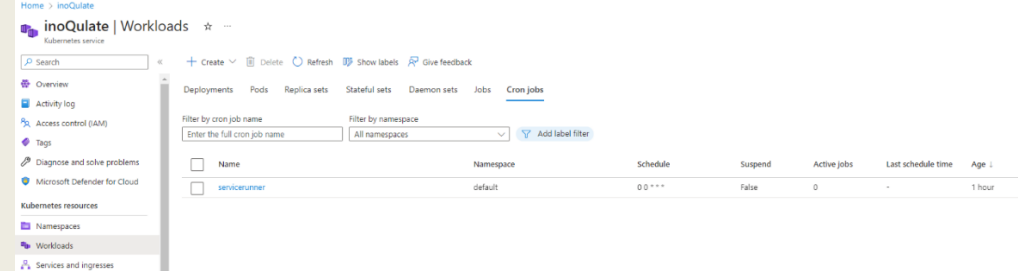 Home > inoQulate
inoQulate | Workloads
Kubernetes service
Search
Overview
Activity log
Access control (IAM)
Tags
Diagnose and solve problems
Microsoft Defender for Cloud
Kubernetes resources
Namespaces
Workloads
Services and ingresses
Create Delete Refresh Show labels Give feedback
Deployments Pods Replica sets Stateful sets Daemon sets Jobs Cron jobs
Filter by cron job name Filter by namespace
Enter the full cron job name All namespaces Add label filter
Name Namespace Schedule Suspend Active jobs Last schedule time Age ↓
servicerunner default 0 0 * * * False 0 - 1 hour